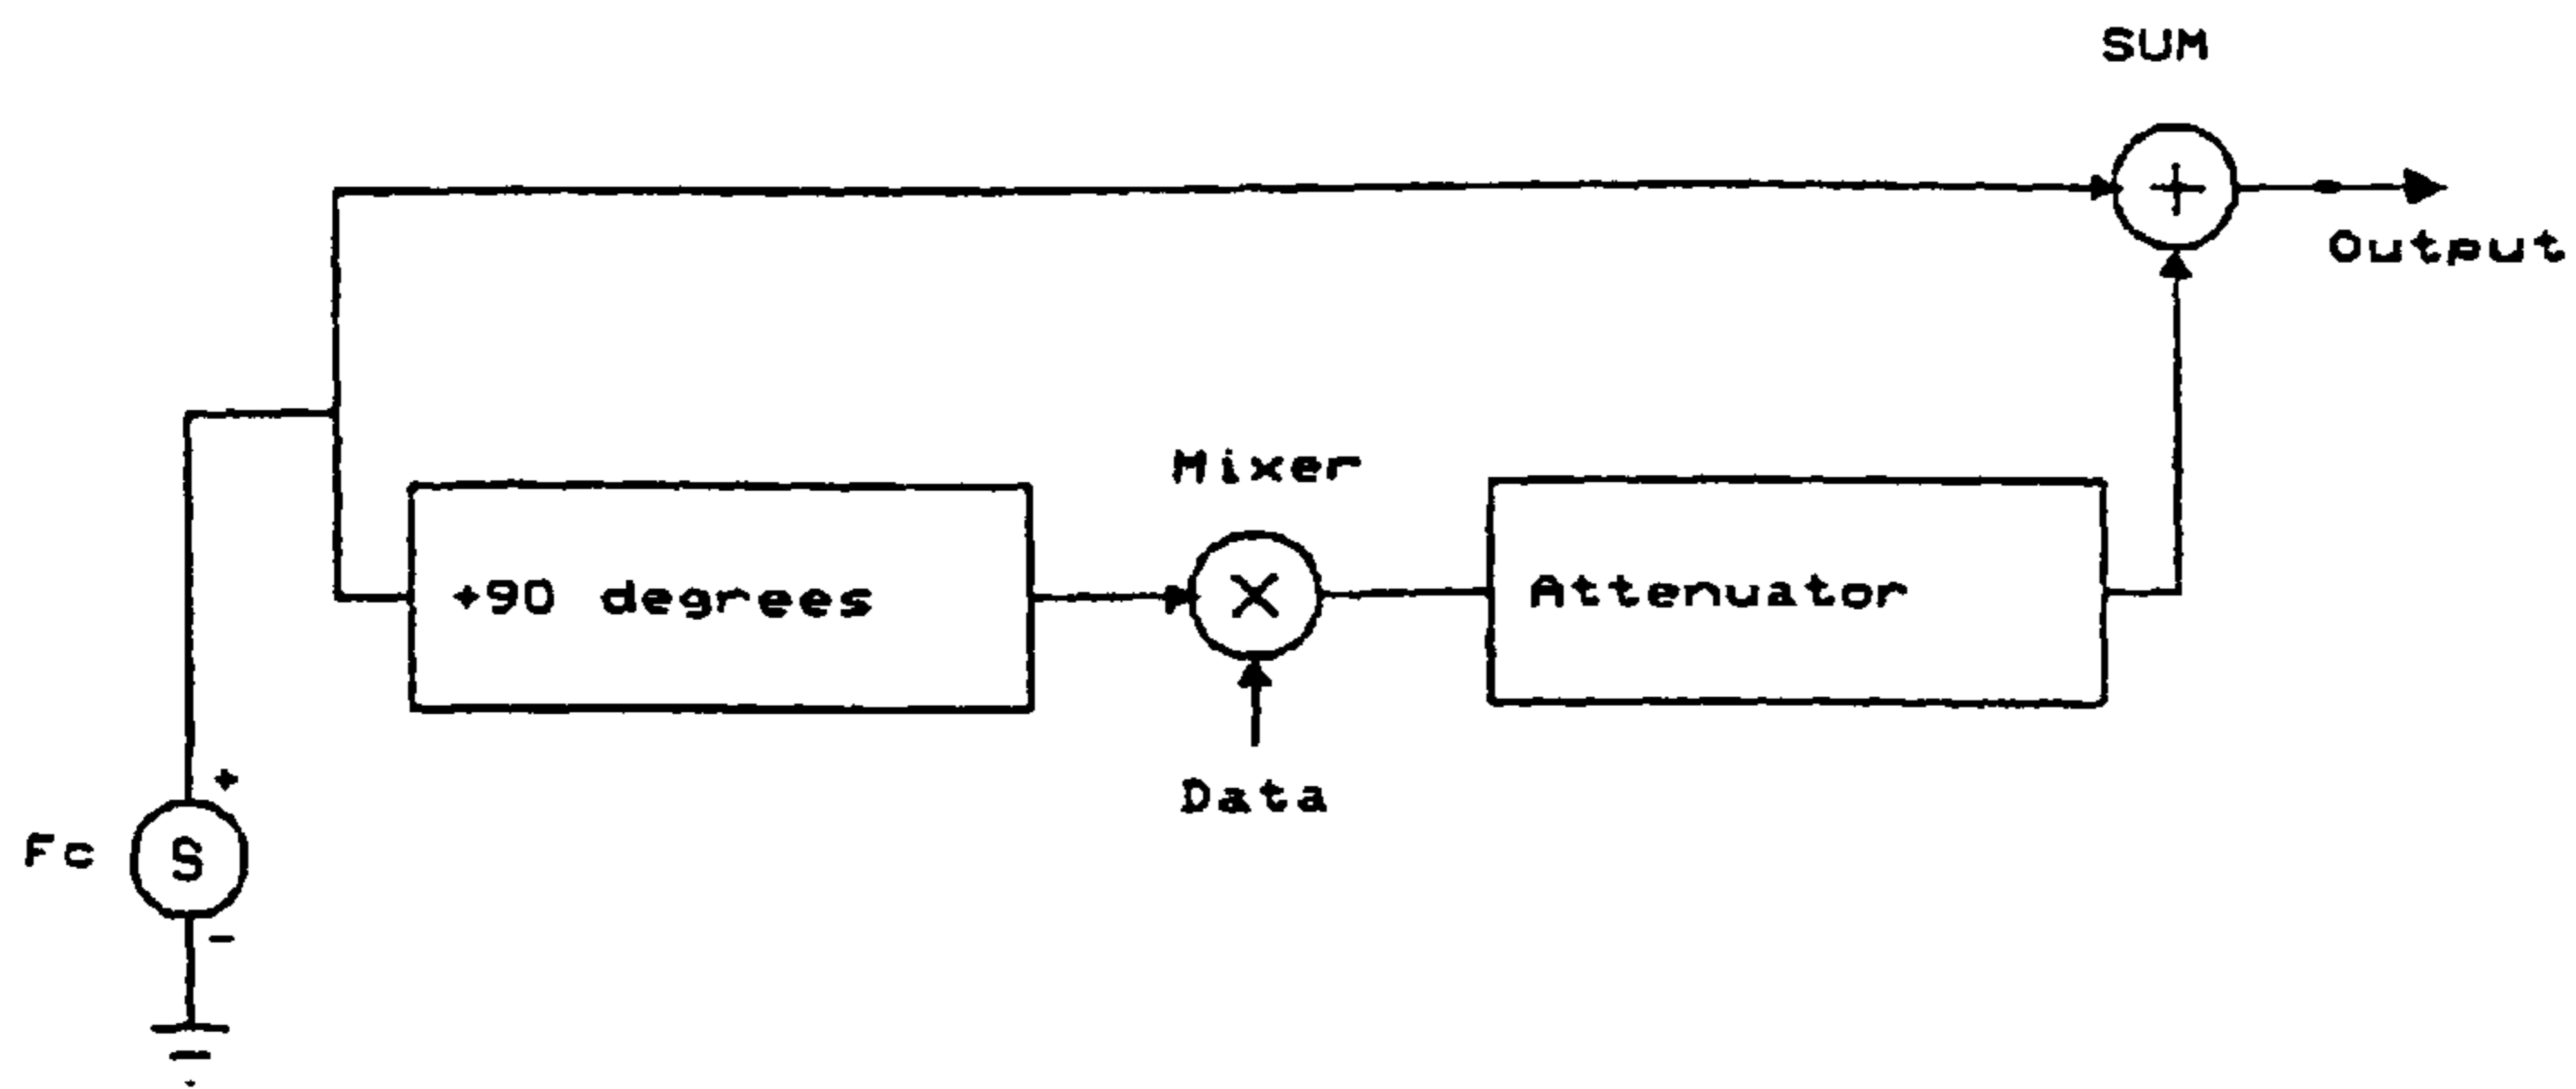 SUM
+
Output
Mixer
+90 degrees
X
Attenuator
Data
+
Fc
S
-